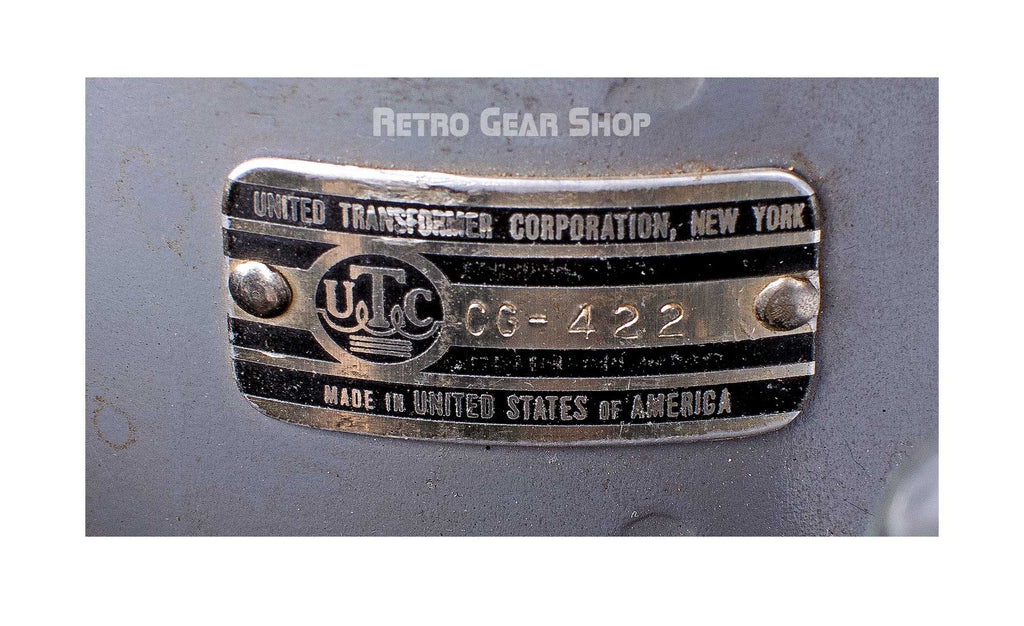 RETRO GEAR SHOP
UNITED TRANSFORMER CORPORATION, NEW YORK
UTC
CG-422
MADE IN UNITED STATES OF AMERICA